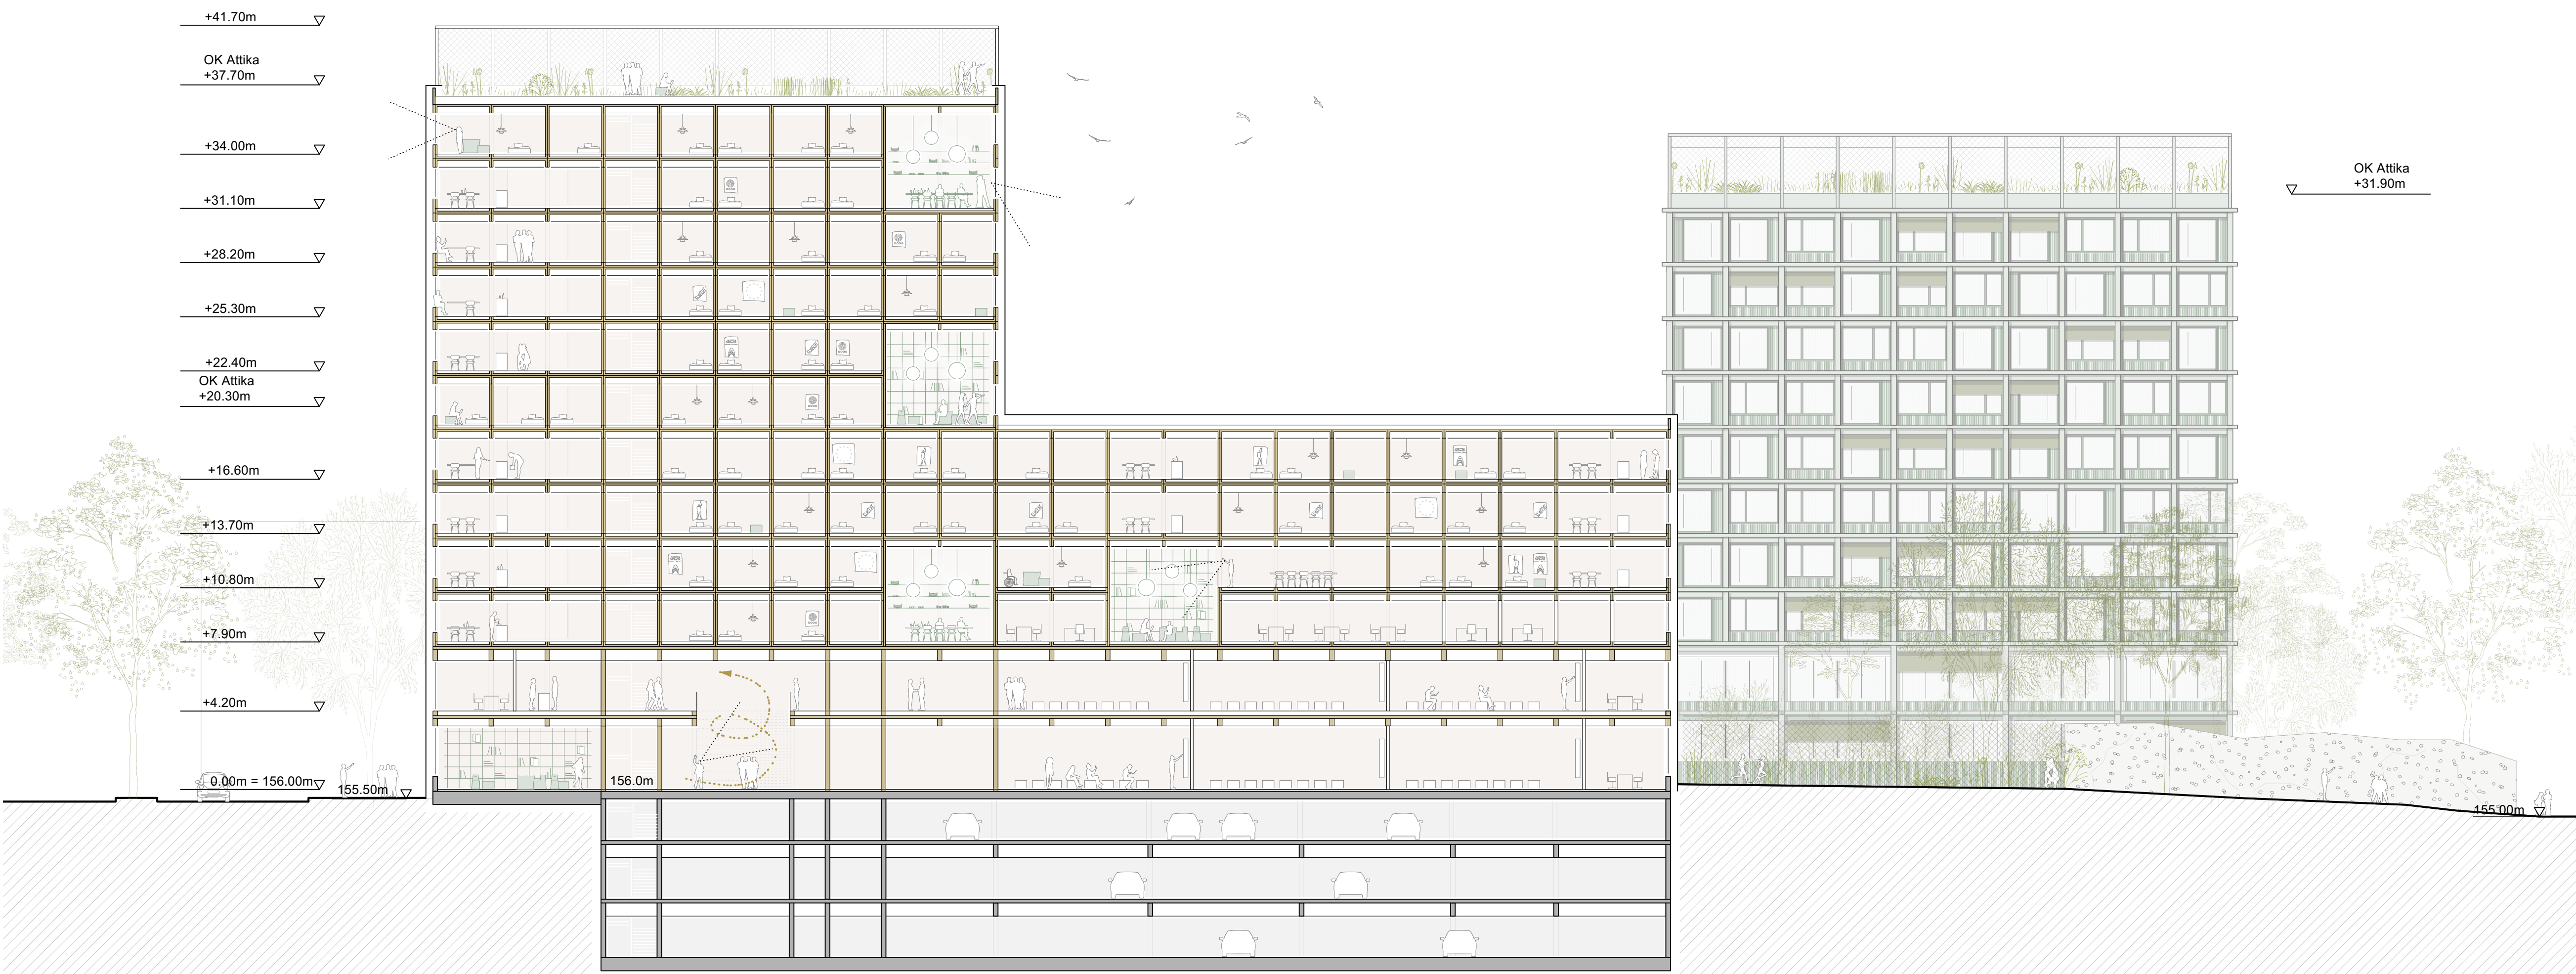 +41.70m
OK Attika
+37.70m
+34.00m
+31.10m
+28.20m
+25.30m
+22.40m
OK Attika
+20.30m
+16.60m
+13.70m
+10.80m
+7.90m
+4.20m
0.00m = 156.00m
155.50m
156.0m
OK Attika
+31.90m
155.00m